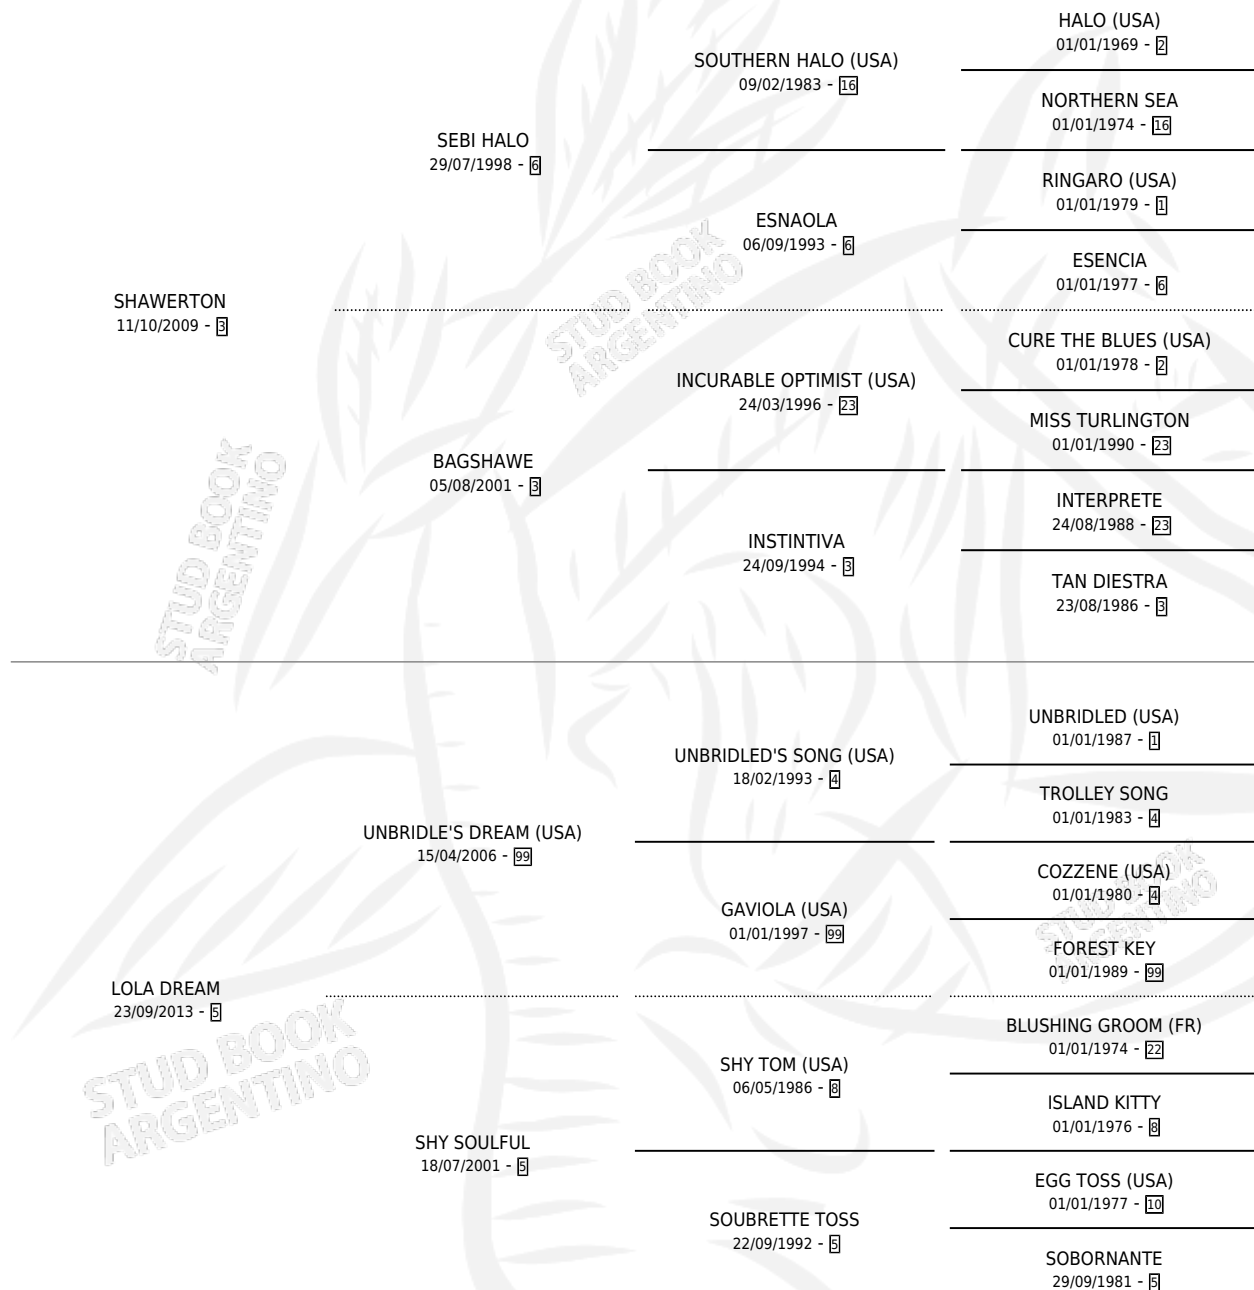 HALO (USA)
01/01/1969 - 2
SOUTHERN HALO (USA)
09/02/1983 - 16
NORTHERN SEA
01/01/1974 - 16
SEBI HALO
29/07/1998 - 6
RINGARO (USA)
01/01/1979 - 1
ESNAOLA
06/09/1993 - 6
ESENCIA
01/01/1977 - 6
SHAWERTON
11/10/2009 - 3
CURE THE BLUES (USA)
01/01/1978 - 2
INCURABLE OPTIMIST (USA)
24/03/1996 - 23
MISS TURLINGTON
01/01/1990 - 23
BAGSHAWE
05/08/2001 - 3
INTERPRETE
24/08/1988 - 23
INSTINTIVA
24/09/1994 - 3
TAN DIESTRA
23/08/1986 - 3
UNBRIDLED (USA)
01/01/1987 - 1
UNBRIDLED'S SONG (USA)
18/02/1993 - 4
TROLLEY SONG
01/01/1983 - 4
UNBRIDLE'S DREAM (USA)
15/04/2006 - 99
COZZENE (USA)
01/01/1980 - 4
GAVIOLA (USA)
01/01/1997 - 99
FOREST KEY
01/01/1989 - 99
LOLA DREAM
23/09/2013 - 5
BLUSHING GROOM (FR)
01/01/1974 - 22
SHY TOM (USA)
06/05/1986 - 8
ISLAND KITTY
01/01/1976 - 8
SHY SOULFUL
18/07/2001 - 5
EGG TOSS (USA)
01/01/1977 - 10
SOUBRETTE TOSS
22/09/1992 - 5
SOBORNANTE
29/09/1981 - 5
STUD BOOK
ARGENTINO
STUD BOOK
ARGENTINO
STUD BOOK
ARGENTINO
STUD BOOK
ARGENTINO